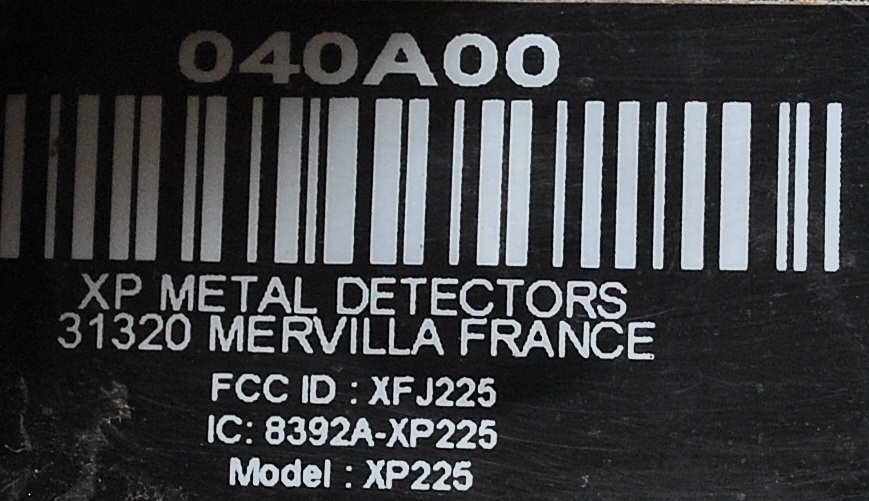 040A00
XP METAL DETECTORS
31320 MERVILLA FRANCE
FCC ID : XFJ225
IC: 8392A-XP225
Model : XP225